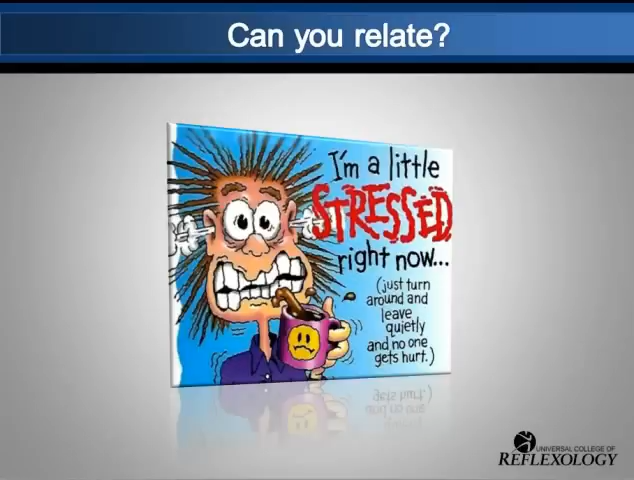 Can you relate?
I'm a little
STRESSED
right now...
(just turn
around and
leave
quietly
and no one
gets hurt.)
UNIVERSAL COLLEGE OF
REFLEXOLOGY